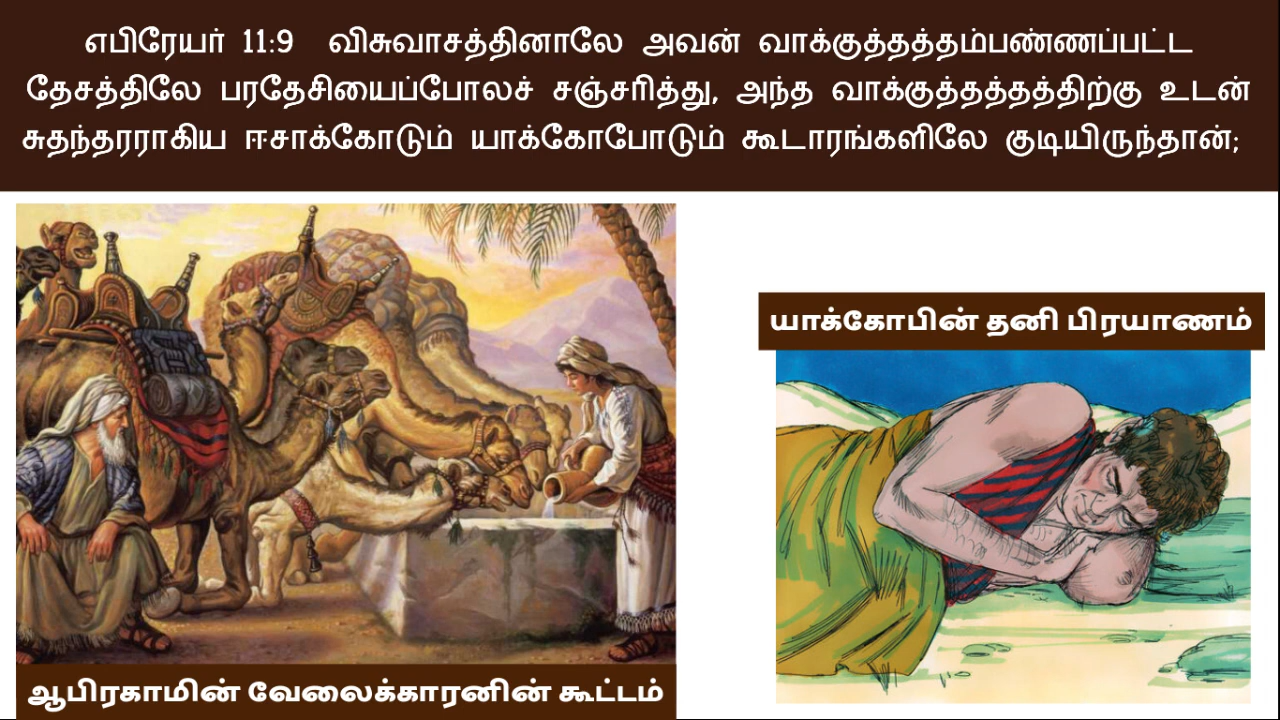 எபிரேயர் 11:9 விசுவாசத்தினாலே அவன் வாக்குத்தத்தம்பண்ணப்பட்ட
தேசத்திலே பரதேசியைப்போலச் சஞ்சரித்து, அந்த வாக்குத்தத்தத்திற்கு உடன்
சுதந்தரராகிய ஈசாக்கோடும் யாக்கோபோடும் கூடாரங்களிலே குடியிருந்தான்;
யாக்கோபின் தனி பிரயாணம்
ஆபிரகாமின் வேலைக்காரனின் கூட்டம்